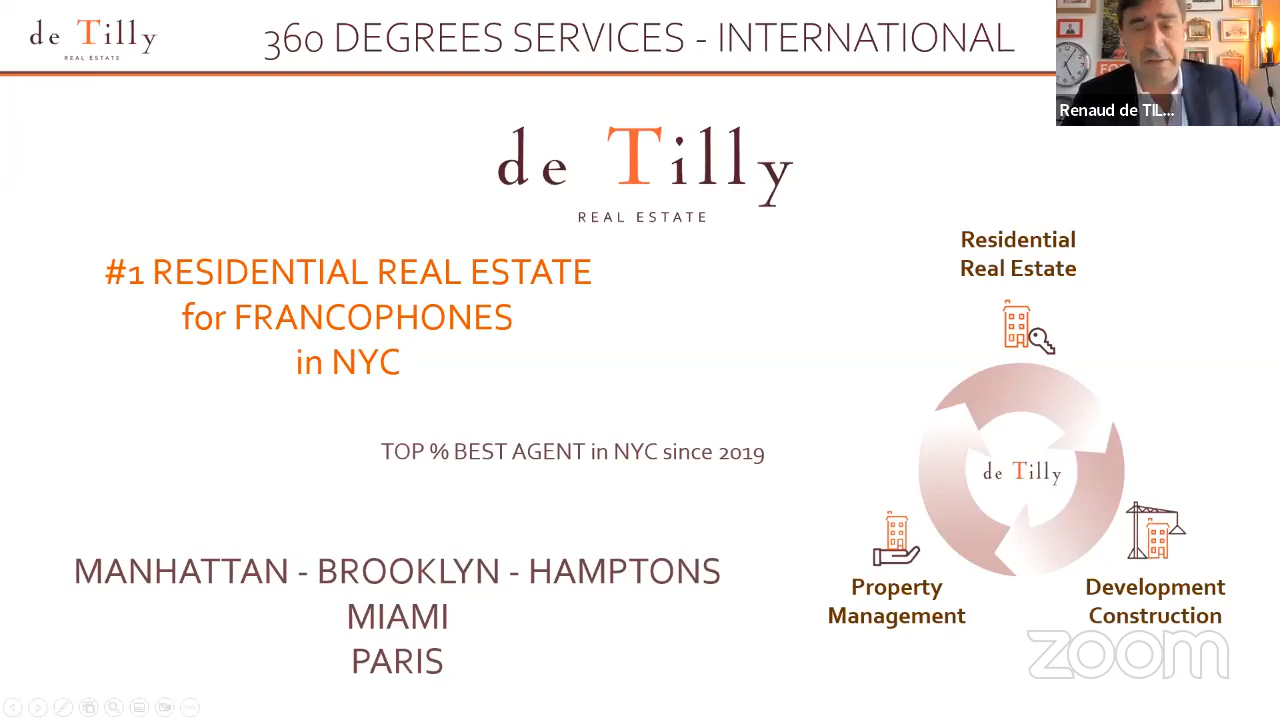 de Tilly
REAL ESTATE
360 DEGREES SERVICES - INTERNATIONAL
Renaud de TIL...
de Tilly
REAL ESTATE
#1 RESIDENTIAL REAL ESTATE
for FRANCOPHONES
in NYC
TOP % BEST AGENT in NYC since 2019
MANHATTAN - BROOKLYN - HAMPTONS
MIAMI
PARIS
Residential
Real Estate
de Tilly
Property
Management
Development
Construction
zoom